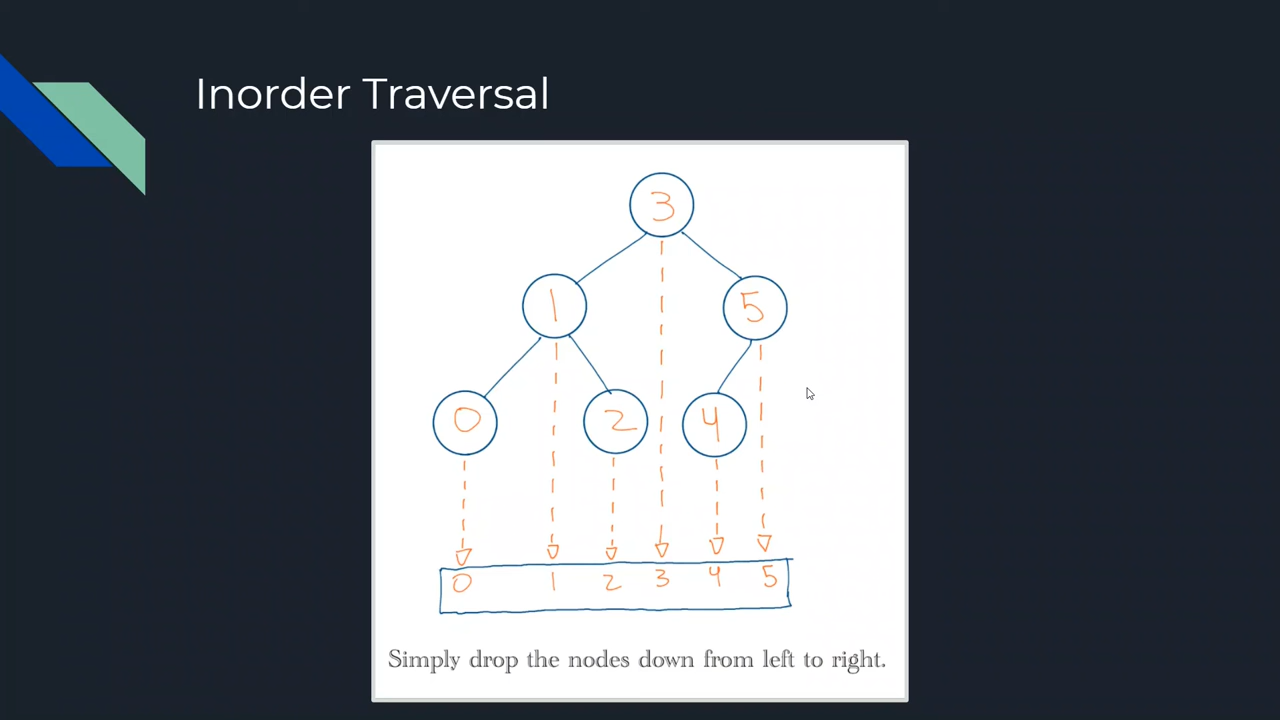 Inorder Traversal
3
1 5
0 2 4
0 1 2 3 4 5
Simply drop the nodes down from left to right.